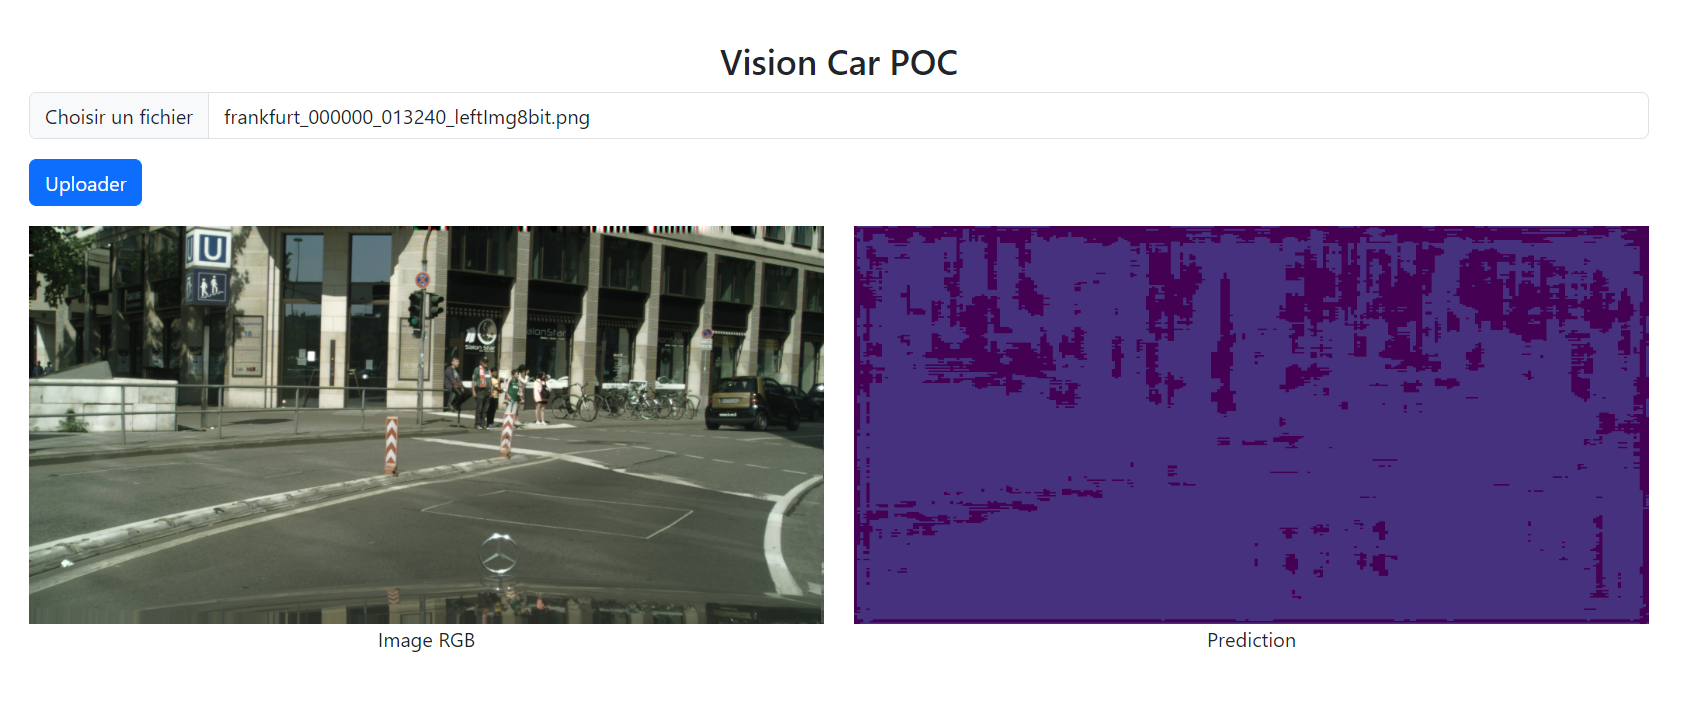 Vision Car POC
Choisir un fichier
frankfurt_000000_013240_leftImg8bit.png
Uploader
U
Image RGB
Prediction